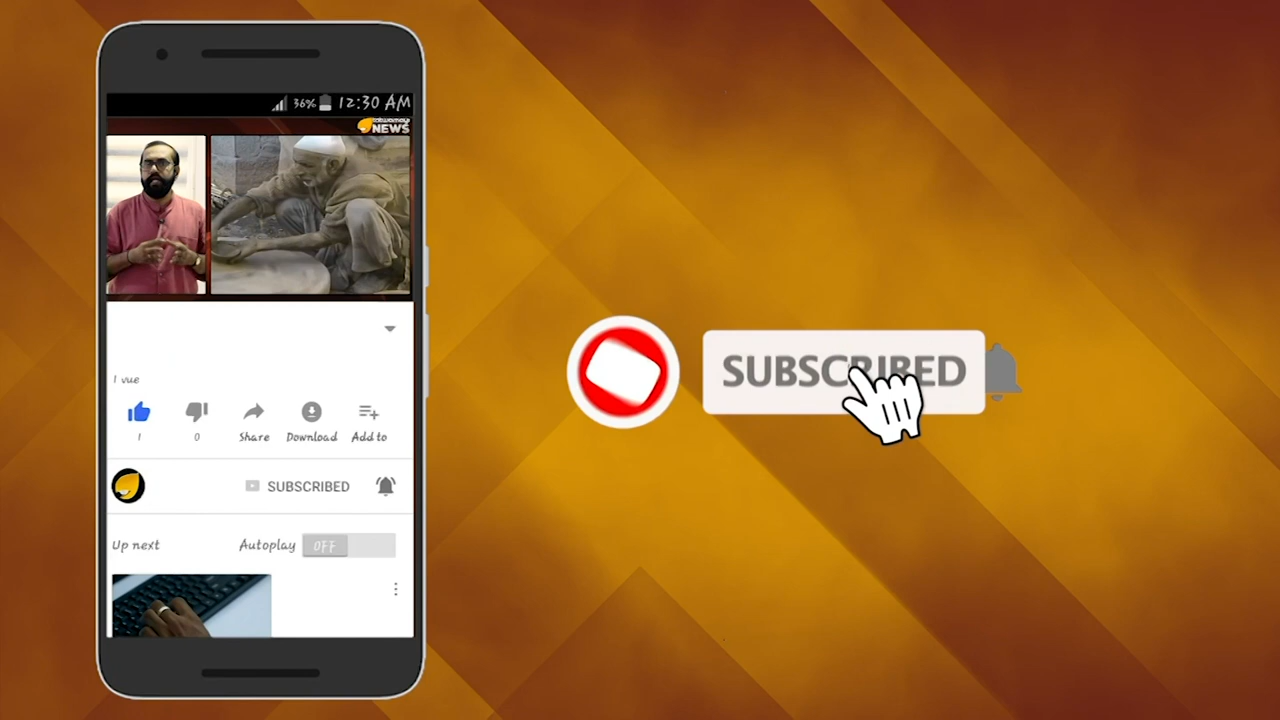 36% 12:30 AM
NEWS
1 vue
1
0
Share
Download
Add to
SUBSCRIBED
Up next
Autoplay
OFF
SUBSCRIBED